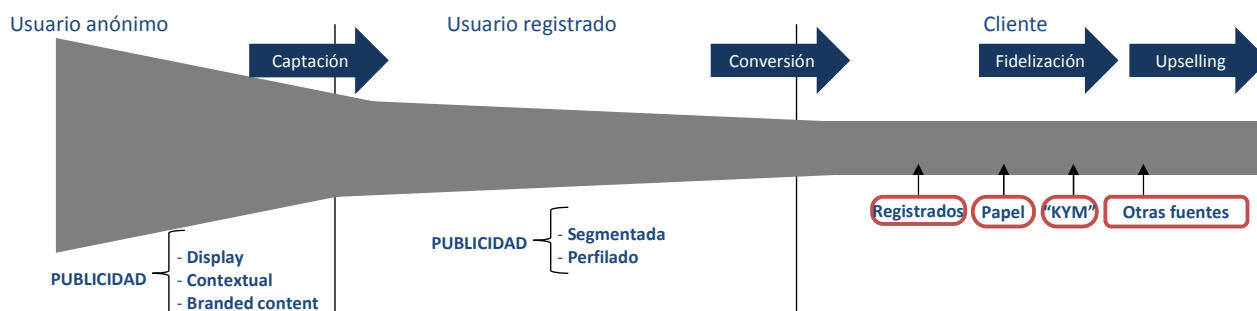 Usuario anónimo
Usuario registrado
Cliente
Captación
Conversión
Fidelización
Upselling
Registrados
Papel
“KYM”
Otras fuentes
PUBLICIDAD
- Display
- Contextual
- Branded content
PUBLICIDAD
- Segmentada
- Perfilado